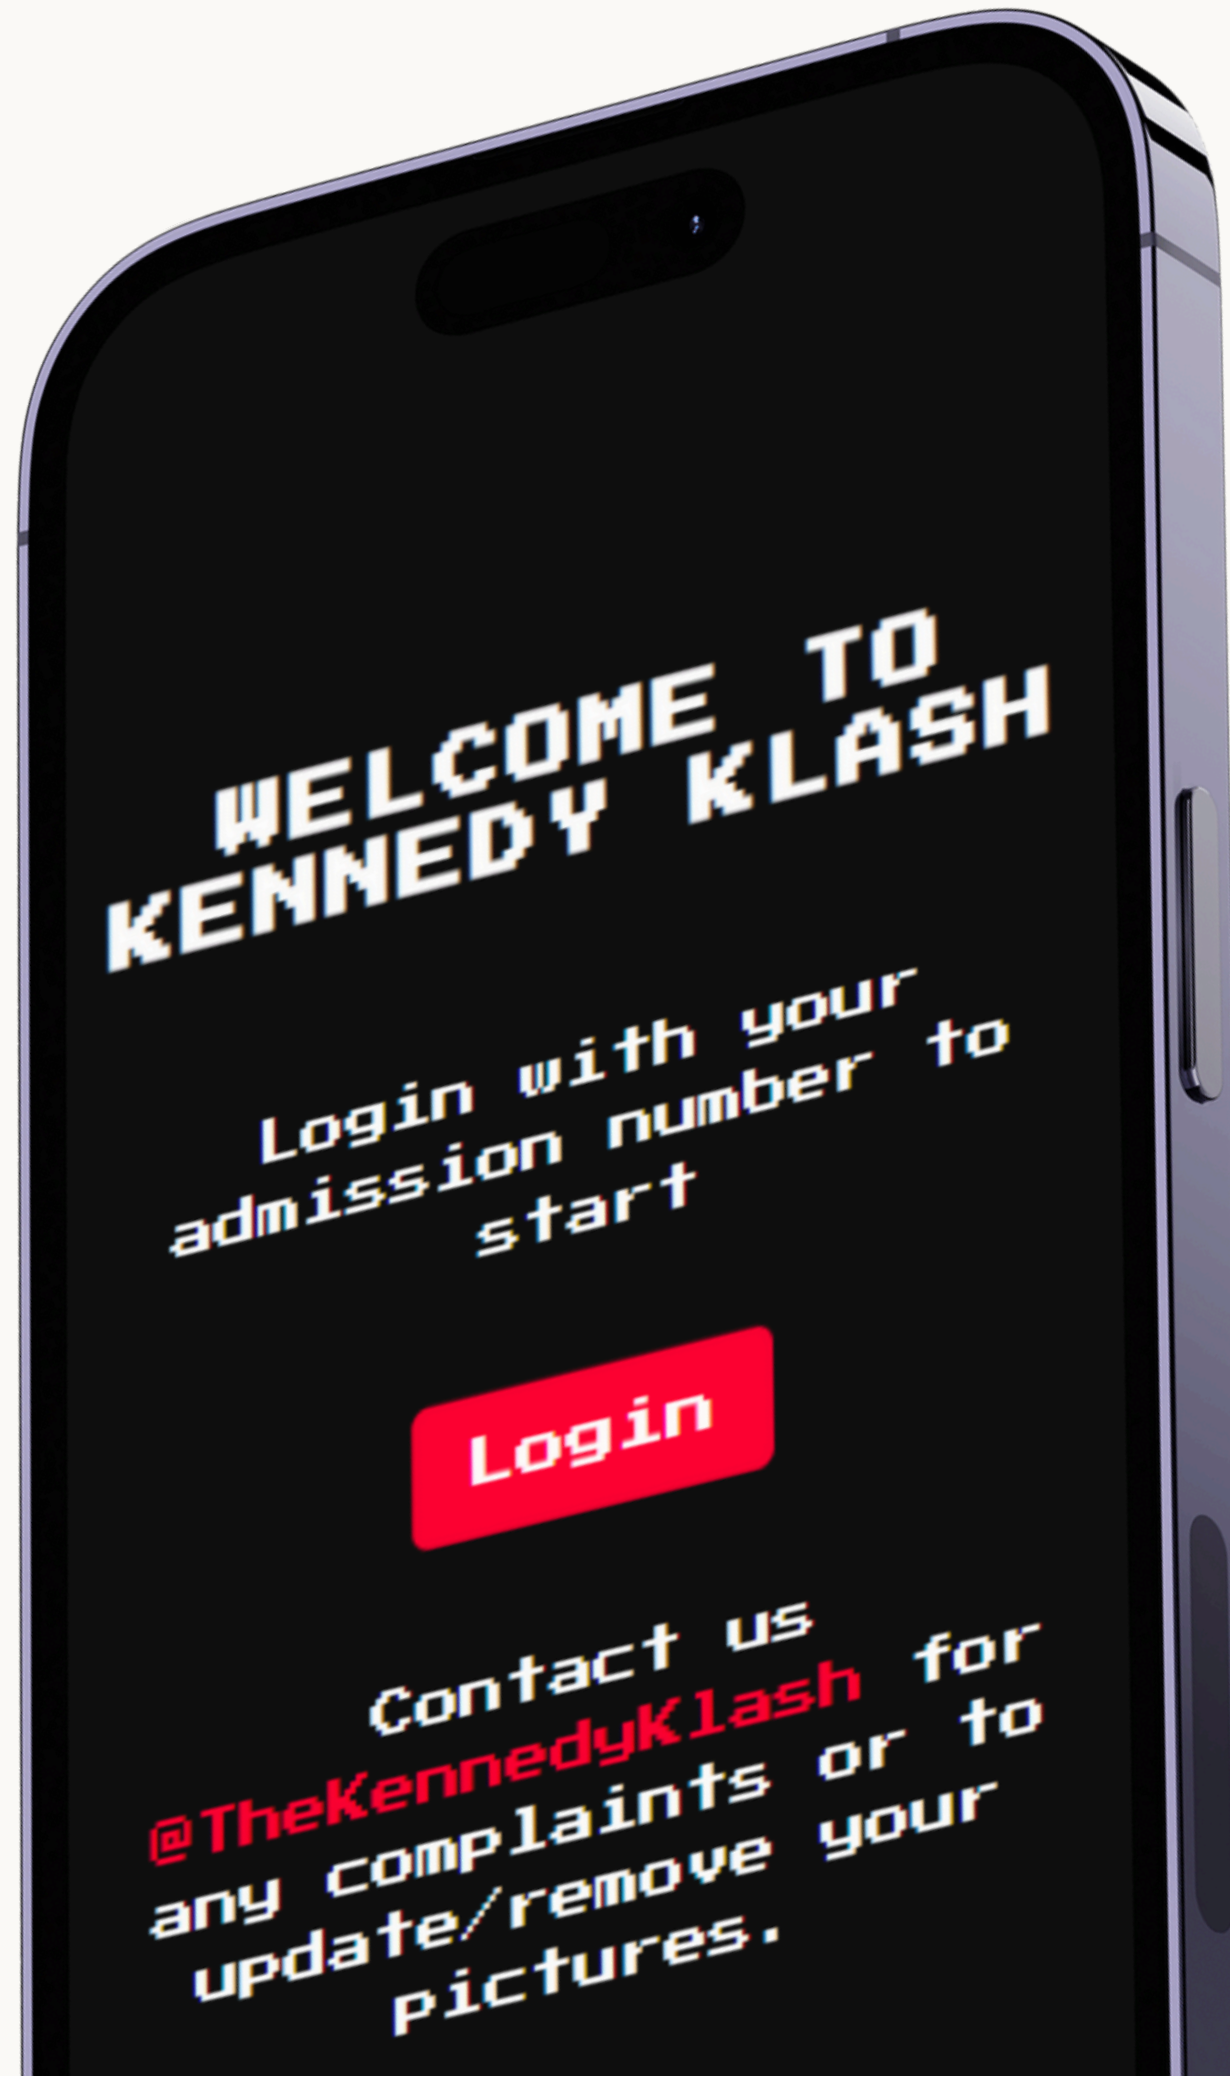 WELCOME TO
KENNEDY KLASH
Login with your
admission number to
start
Login
Contact us
@TheKennedyKlash for
any complaints or to
update/remove your
pictures.